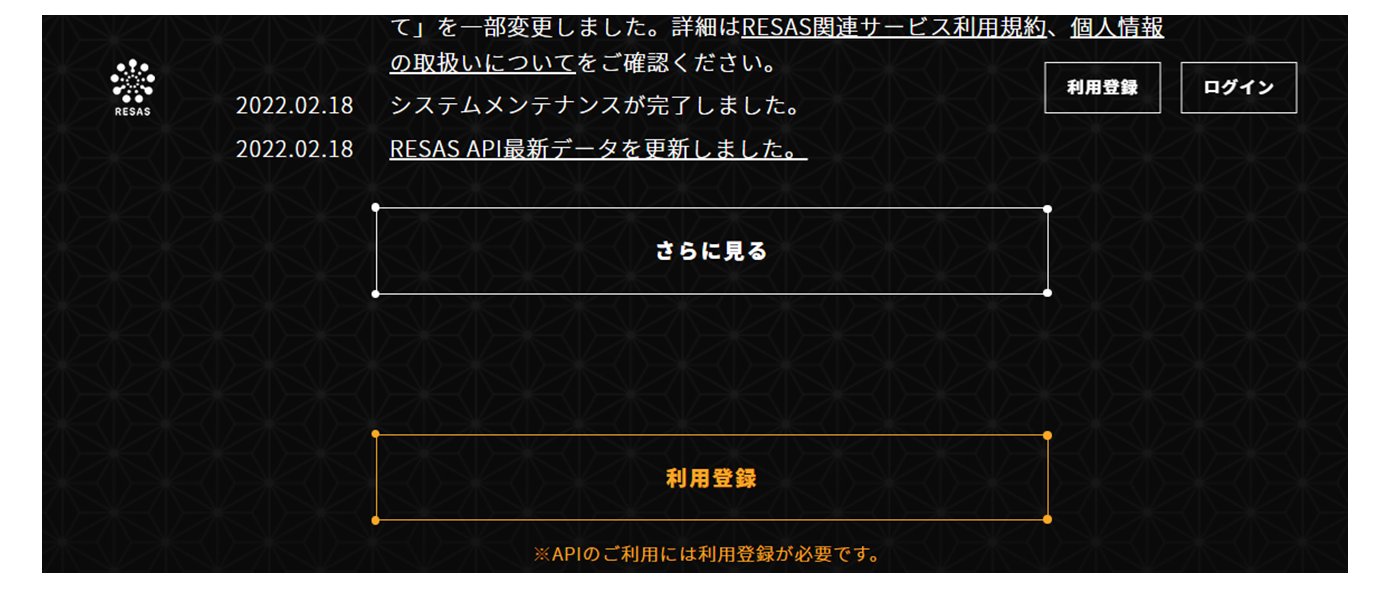 て」を一部変更しました。詳細はRESAS関連サービス利用規約、個人情報
の取扱いについてをご確認ください。
RESAS
利用登録
ログイン
2022.02.18 システムメンテナンスが完了しました。
2022.02.18 RESAS API最新データを更新しました。
さらに見る
利用登録
※APIのご利用には利用登録が必要です。